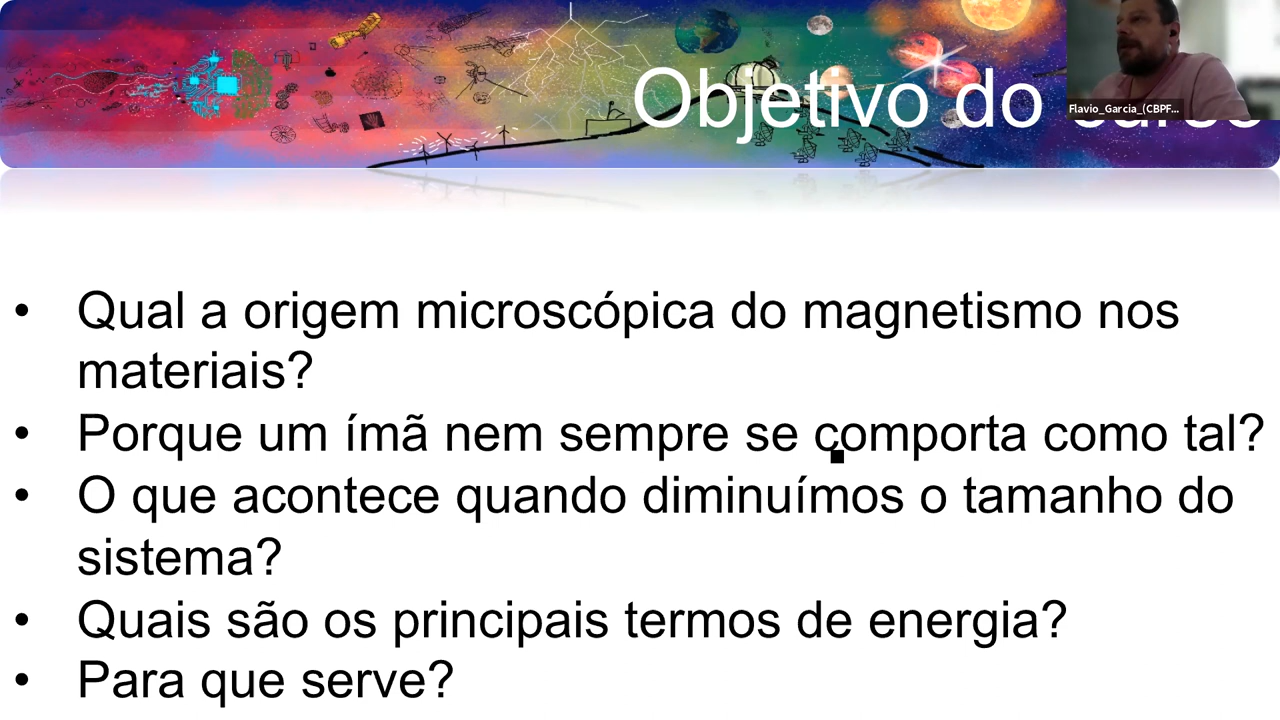 Objetivo do curso
Flavio_Garcia_(CBPF...
• Qual a origem microscópica do magnetismo nos
materiais?
• Porque um ímã nem sempre se comporta como tal?
• O que acontece quando diminuímos o tamanho do
sistema?
• Quais são os principais termos de energia?
• Para que serve?